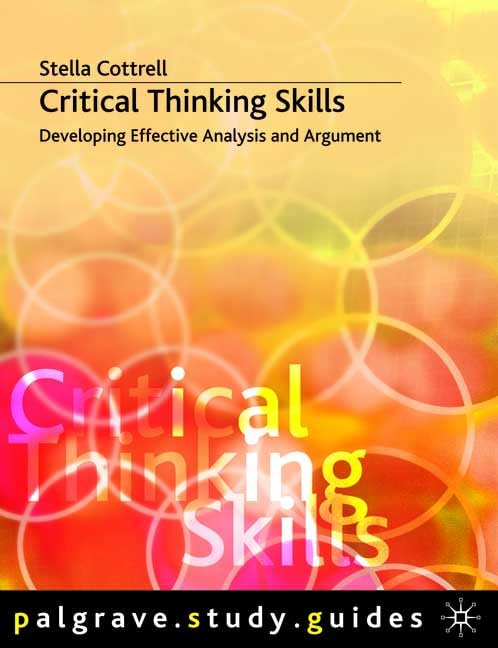 Stella Cottrell
Critical Thinking Skills
Developing Effective Analysis and Argument
Critical
Thinking
Skills
palgrave.study.guides